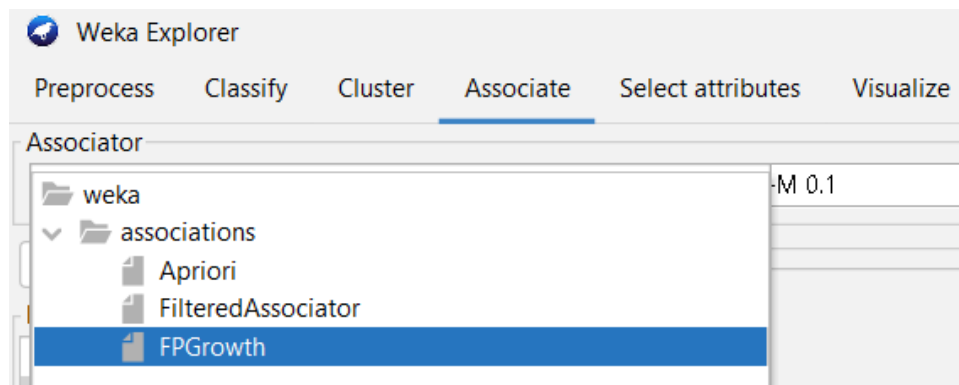 Weka Explorer
Preprocess Classify Cluster Associate Select attributes Visualize
Associator
-M 0.1
weka
associations
Apriori
FilteredAssociator
FPGrowth